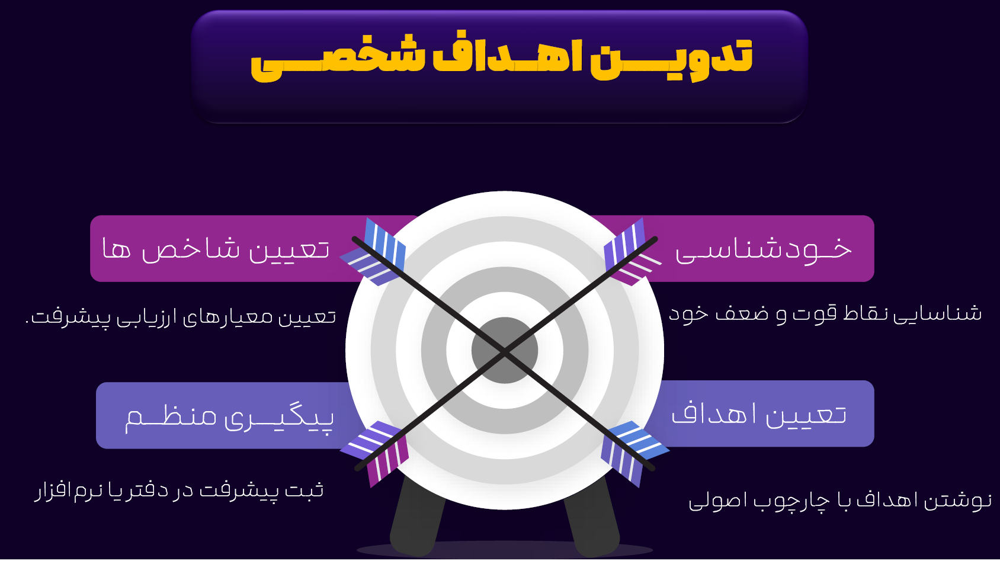 تدوین اهداف شخصی
خودشناسی
شناسایی نقاط قوت و ضعف خود
تعیین اهداف
نوشتن اهداف با چارچوب اصولی
تعیین شاخص ها
تعیین معیارهای ارزیابی پیشرفت.
پیگیری منظم
ثبت پیشرفت در دفتر یا نرم‌افزار